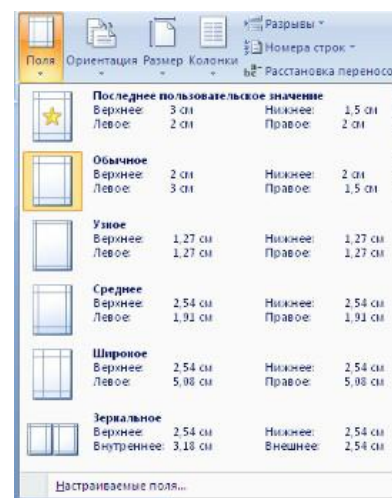 Разрывы
Номера строк
Поля Ориентация Размер Колонки
Расстановка переносо
Последнее пользовательское значение
Верхнее: 3 см Нижнее: 1,5 см
Левое: 2 см Правое: 2 см
Обычное
Верхнее: 2 см Нижнее: 2 см
Левое: 3 см Правое: 1,5 см
Узкое
Верхнее: 1,27 см Нижнее: 1,27 см
Левое: 1,27 см Правое: 1,27 см
Среднее
Верхнее: 2,54 см Нижнее: 2,54 см
Левое: 1,91 см Правое: 1,91 см
Широкое
Верхнее: 2,54 см Нижнее: 2,54 см
Левое: 5,08 см Правое: 5,08 см
Зеркальное
Верхнее: 2,54 см Нижнее: 2,54 см
Внутреннее: 3,18 см Внешнее: 2,54 см
Настраиваемые поля...